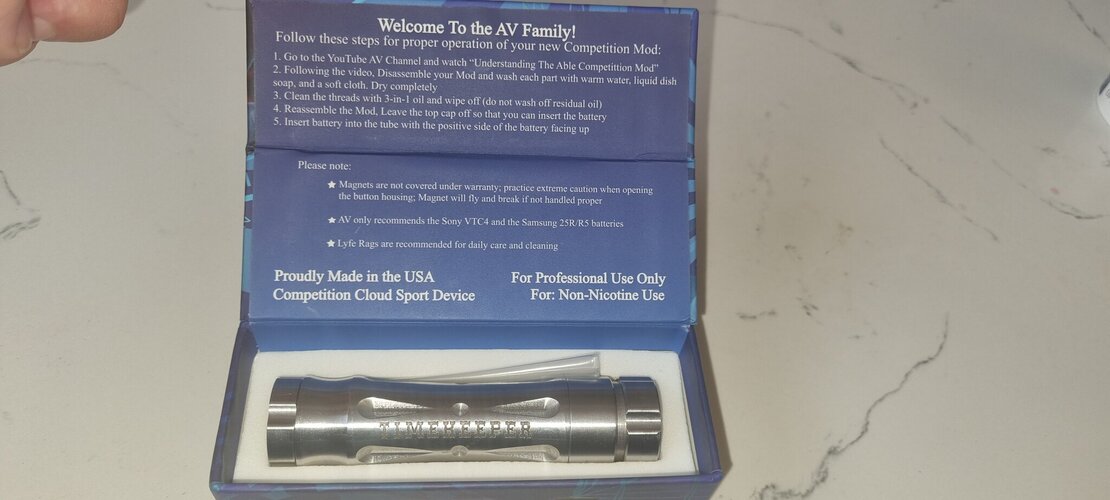 Welcome To the AV Family!
Follow these steps for proper operation of your new Competition Mod:
1. Go to the YouTube AV Channel and watch “Understanding The Able Competittion Mod”
2. Following the video, Disassemble your Mod and wash each part with warm water, liquid dish
soap, and a soft cloth. Dry completely
3. Clean the threads with 3-in-1 oil and wipe off (do not wash off residual oil)
4. Reassemble the Mod, Leave the top cap off so that you can insert the battery
5. Insert battery into the tube with the positive side of the battery facing up
Please note:
★ Magnets are not covered under warranty; practice extreme caution when opening
the button housing; Magnet will fly and break if not handled proper
★ AV only recommends the Sony VTC4 and the Samsung 25R/R5 batteries
★ Lyfe Rags are recommended for daily care and cleaning
Proudly Made in the USA
Competition Cloud Sport Device
For Professional Use Only
For: Non-Nicotine Use
TIMEKEEPER